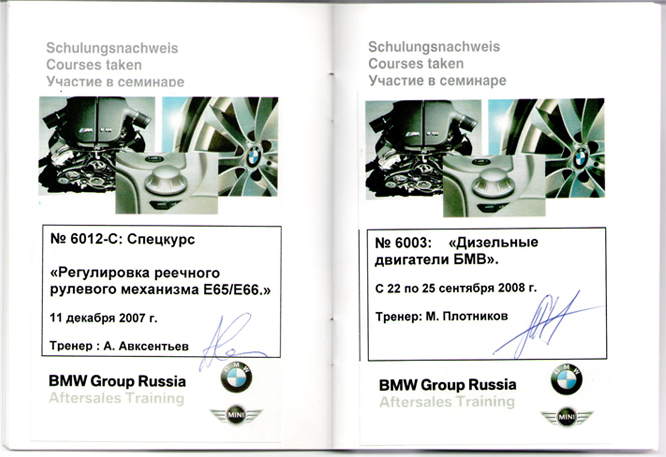 Schulungsnachweis
Courses taken
Участие в семинаре
№ 6012-С: Спецкурс
«Регулировка реечного
рулевого механизма Е65/Е66.»
11 декабря 2007 г.
Тренер : А. Авксентьев
BMW Group Russia
Aftersales Training
BMW
MINI
Schulungsnachweis
Courses taken
Участие в семинаре
№ 6003: «Дизельные
двигатели БМВ».
С 22 по 25 сентября 2008 г.
Тренер: М. Плотников
BMW Group Russia
Aftersales Training
BMW
MINI